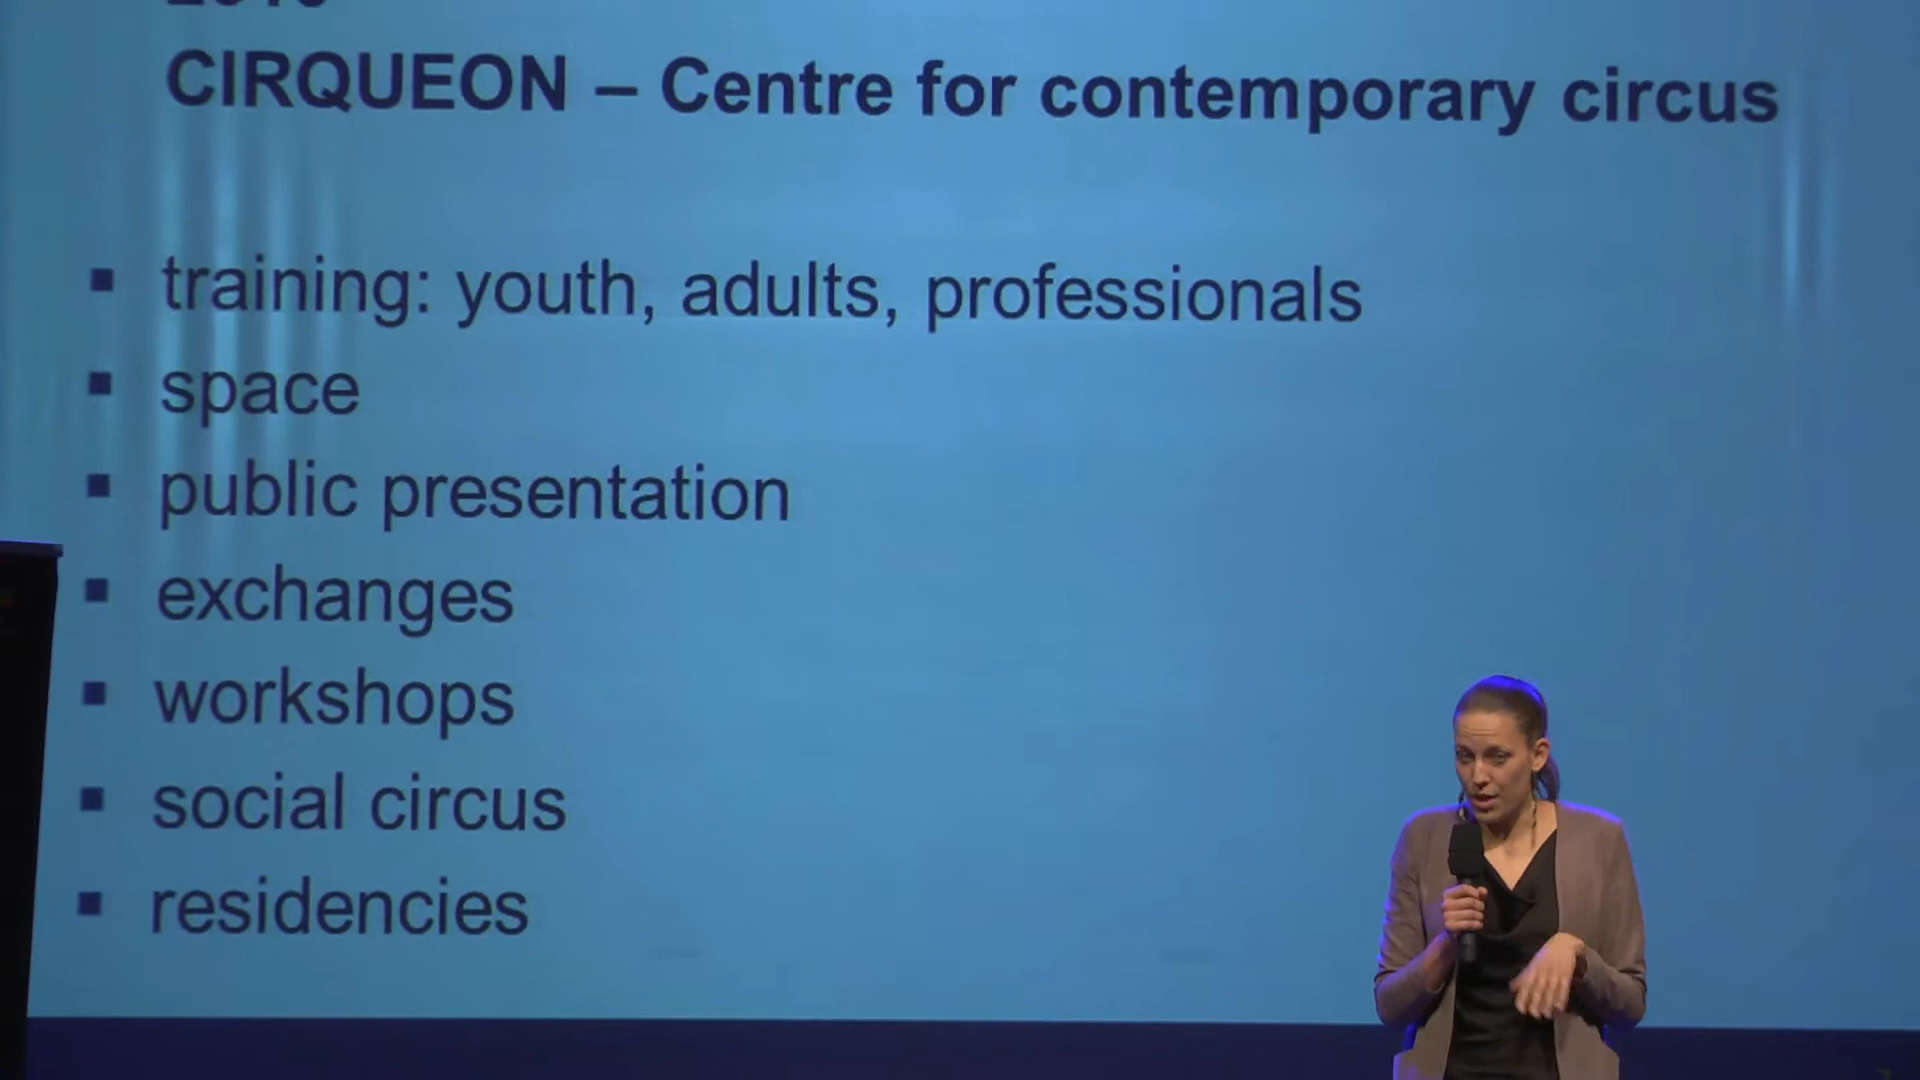 CIRQUEON – Centre for contemporary circus
▪ training: youth, adults, professionals
▪ space
▪ public presentation
▪ exchanges
▪ workshops
▪ social circus
▪ residencies